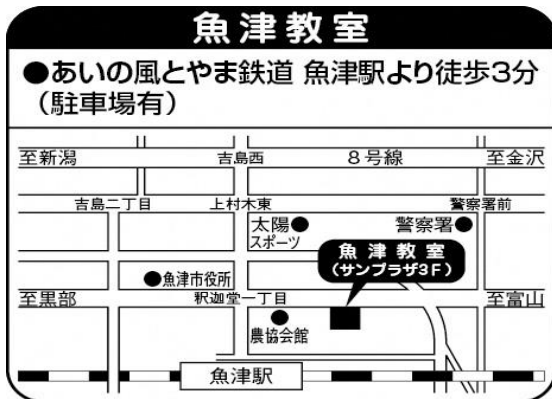 魚津教室
●あいの風とやま鉄道 魚津駅より徒歩3分
（駐車場有）
至新潟
吉島西
8号線
至金沢
吉島二丁目
上村木東
警察署前
太陽
スポーツ
警察署
魚津教室
（サンプラザ3F）
魚津市役所
至黒部
釈迦堂一丁目
至富山
農協会館
魚津駅